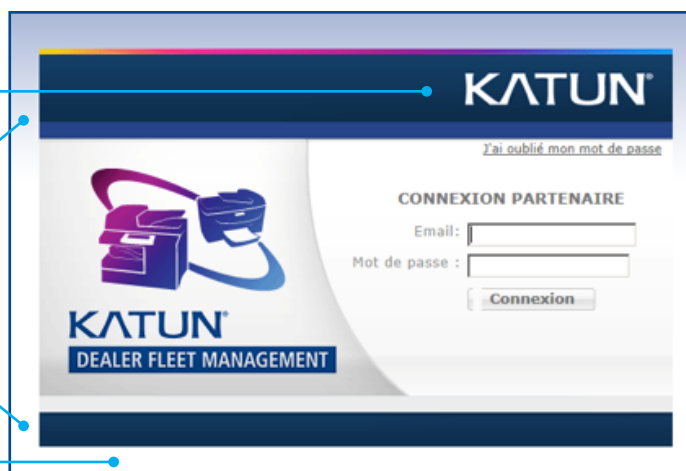 KATUN®
J'ai oublié mon mot de passe
CONNEXION PARTENAIRE
Email:
Mot de passe :
Connexion
KATUN®
DEALER FLEET MANAGEMENT